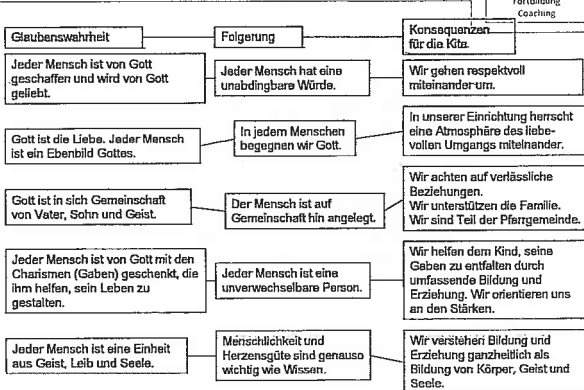 Fortbildung
Coaching
Glaubenswahrheit
Folgerung
Konsequenzen
für die Kita
Jeder Mensch ist von Gott
geschaffen und wird von Gott
geliebt.
Jeder Mensch hat eine
unabdingbare Würde.
Wir gehen respektvoll
miteinander um.
Gott ist die Liebe. Jeder Mensch
ist ein Ebenbild Gottes.
In jedem Menschen
begegnen wir Gott.
In unserer Einrichtung herrscht
eine Atmosphäre des liebe-
vollen Umgangs miteinander.
Gott ist in sich Gemeinschaft
von Vater, Sohn und Geist.
Der Mensch ist auf
Gemeinschaft hin angelegt.
Wir achten auf verlässliche
Beziehungen.
Wir unterstützen die Familie.
Wir sind Teil der Pfarrgemeinde.
Jeder Mensch ist von Gott mit den
Charismen (Gaben) geschenkt, die
ihm helfen, sein Leben zu
gestalten.
Jeder Mensch ist eine
unverwechselbare Person.
Wir helfen dem Kind, seine
Gaben zu entfalten durch
umfassende Bildung und
Erziehung. Wir orientieren uns
an den Stärken.
Jeder Mensch ist eine Einheit
aus Geist, Leib und Seele.
Menschlichkeit und
Herzensgüte sind genauso
wichtig wie Wissen.
Wir verstehen Bildung und
Erziehung ganzheitlich als
Bildung von Körper, Geist und
Seele.